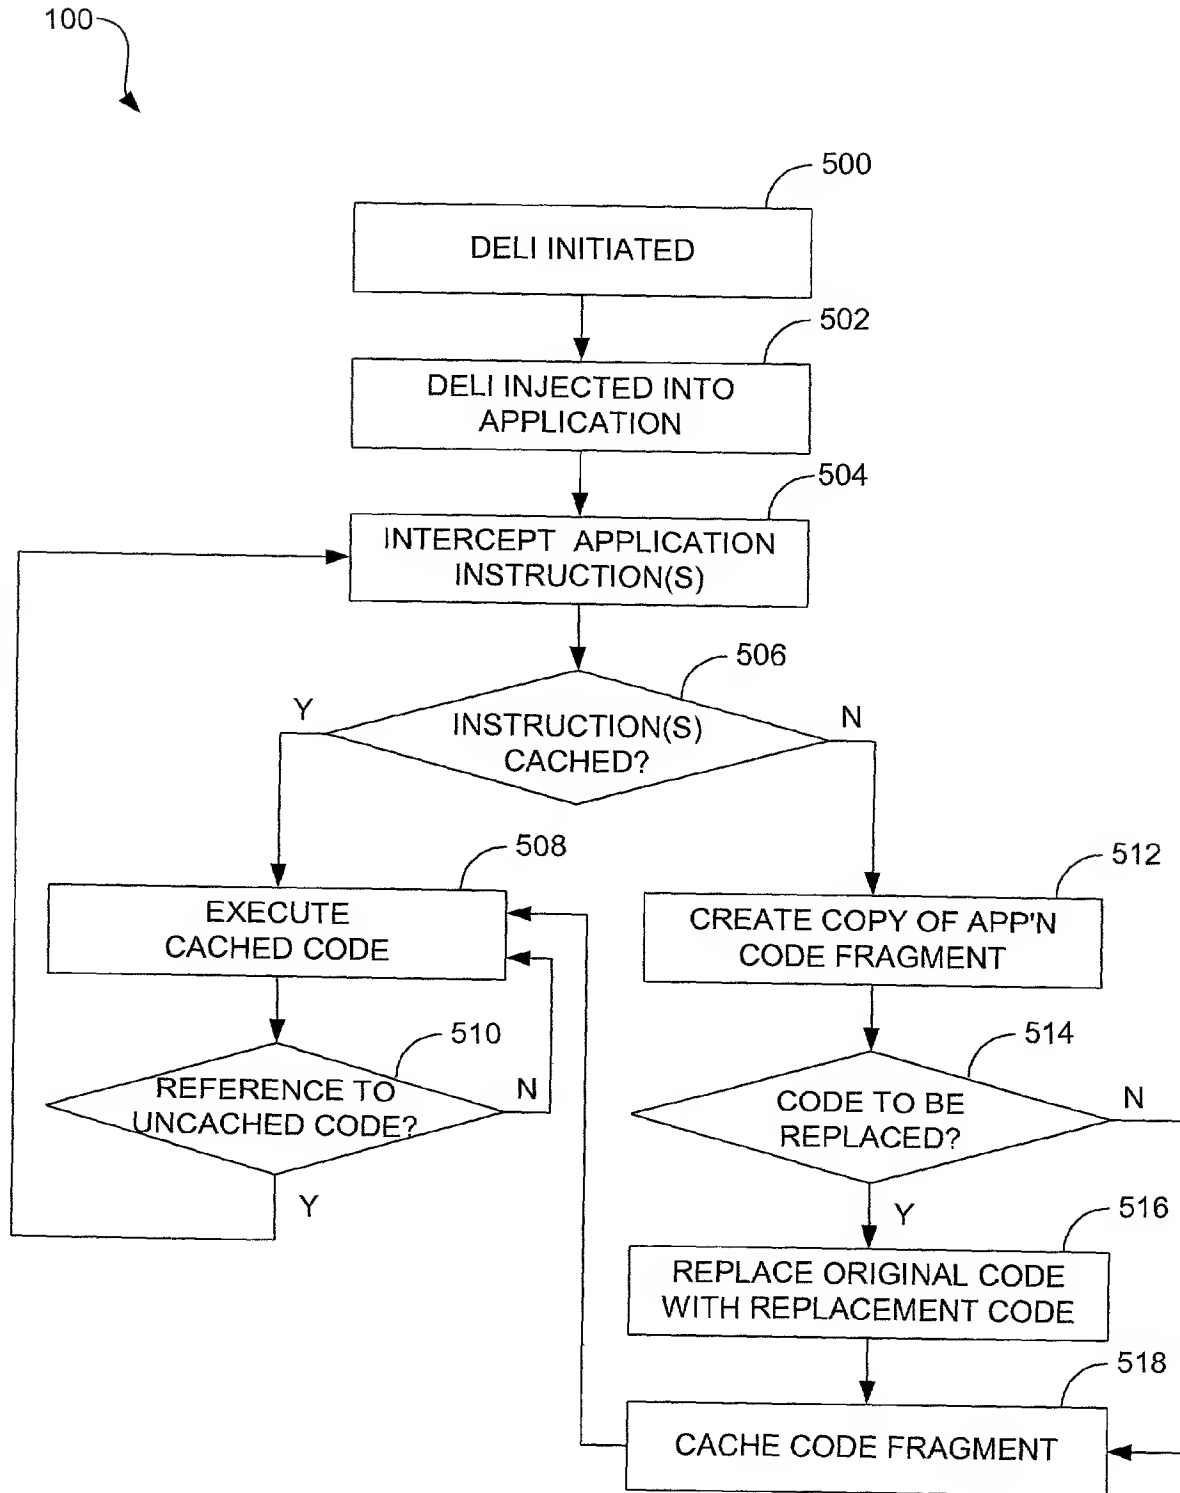 100
500
DELI INITIATED
502
DELI INJECTED INTO
APPLICATION
504
INTERCEPT APPLICATION
INSTRUCTION(S)
506
Y
N
INSTRUCTION(S)
CACHED?
508
EXECUTE
CACHED CODE
512
CREATE COPY OF APP'N
CODE FRAGMENT
510
REFERENCE TO
UNCACHED CODE?
N
Y
514
CODE TO BE
REPLACED?
N
Y
516
REPLACE ORIGINAL CODE
WITH REPLACEMENT CODE
518
CACHE CODE FRAGMENT